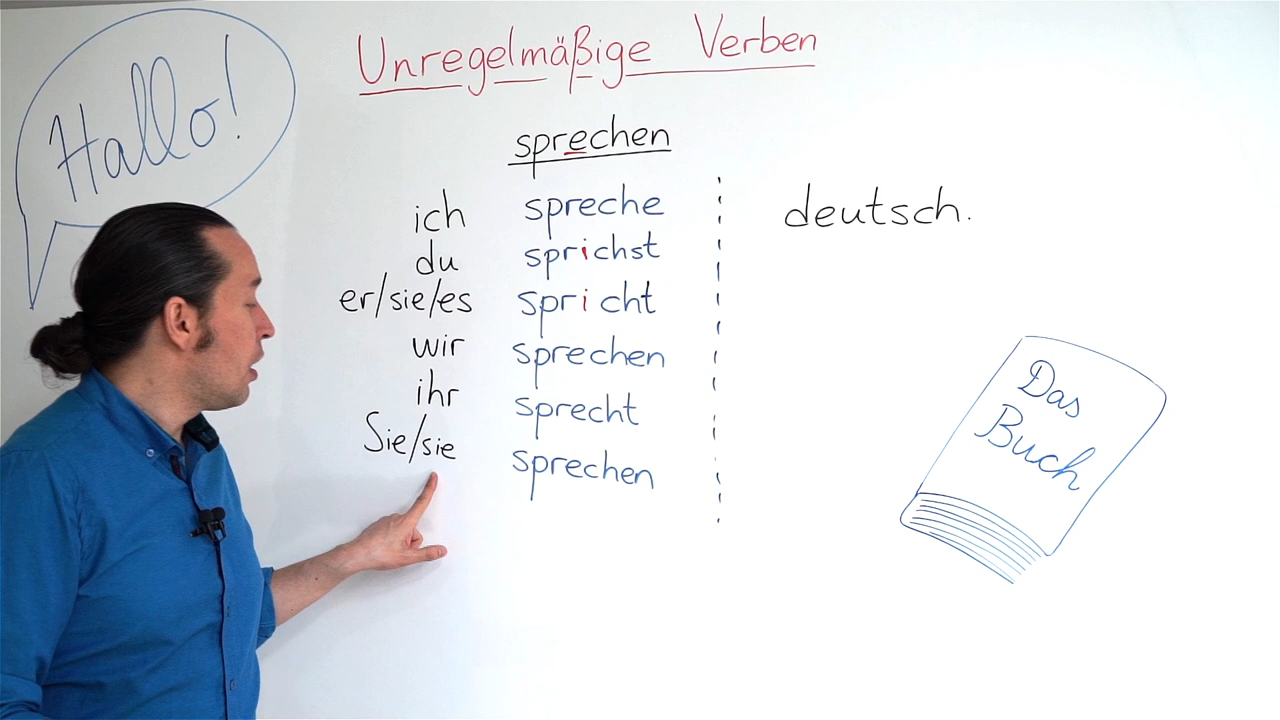 Hallo!
Unregelmäßige Verben
sprechen
ich spreche deutsch.
du sprichst
er/sie/es spricht
wir sprechen
ihr sprecht
Sie/sie sprechen
Das
Buch